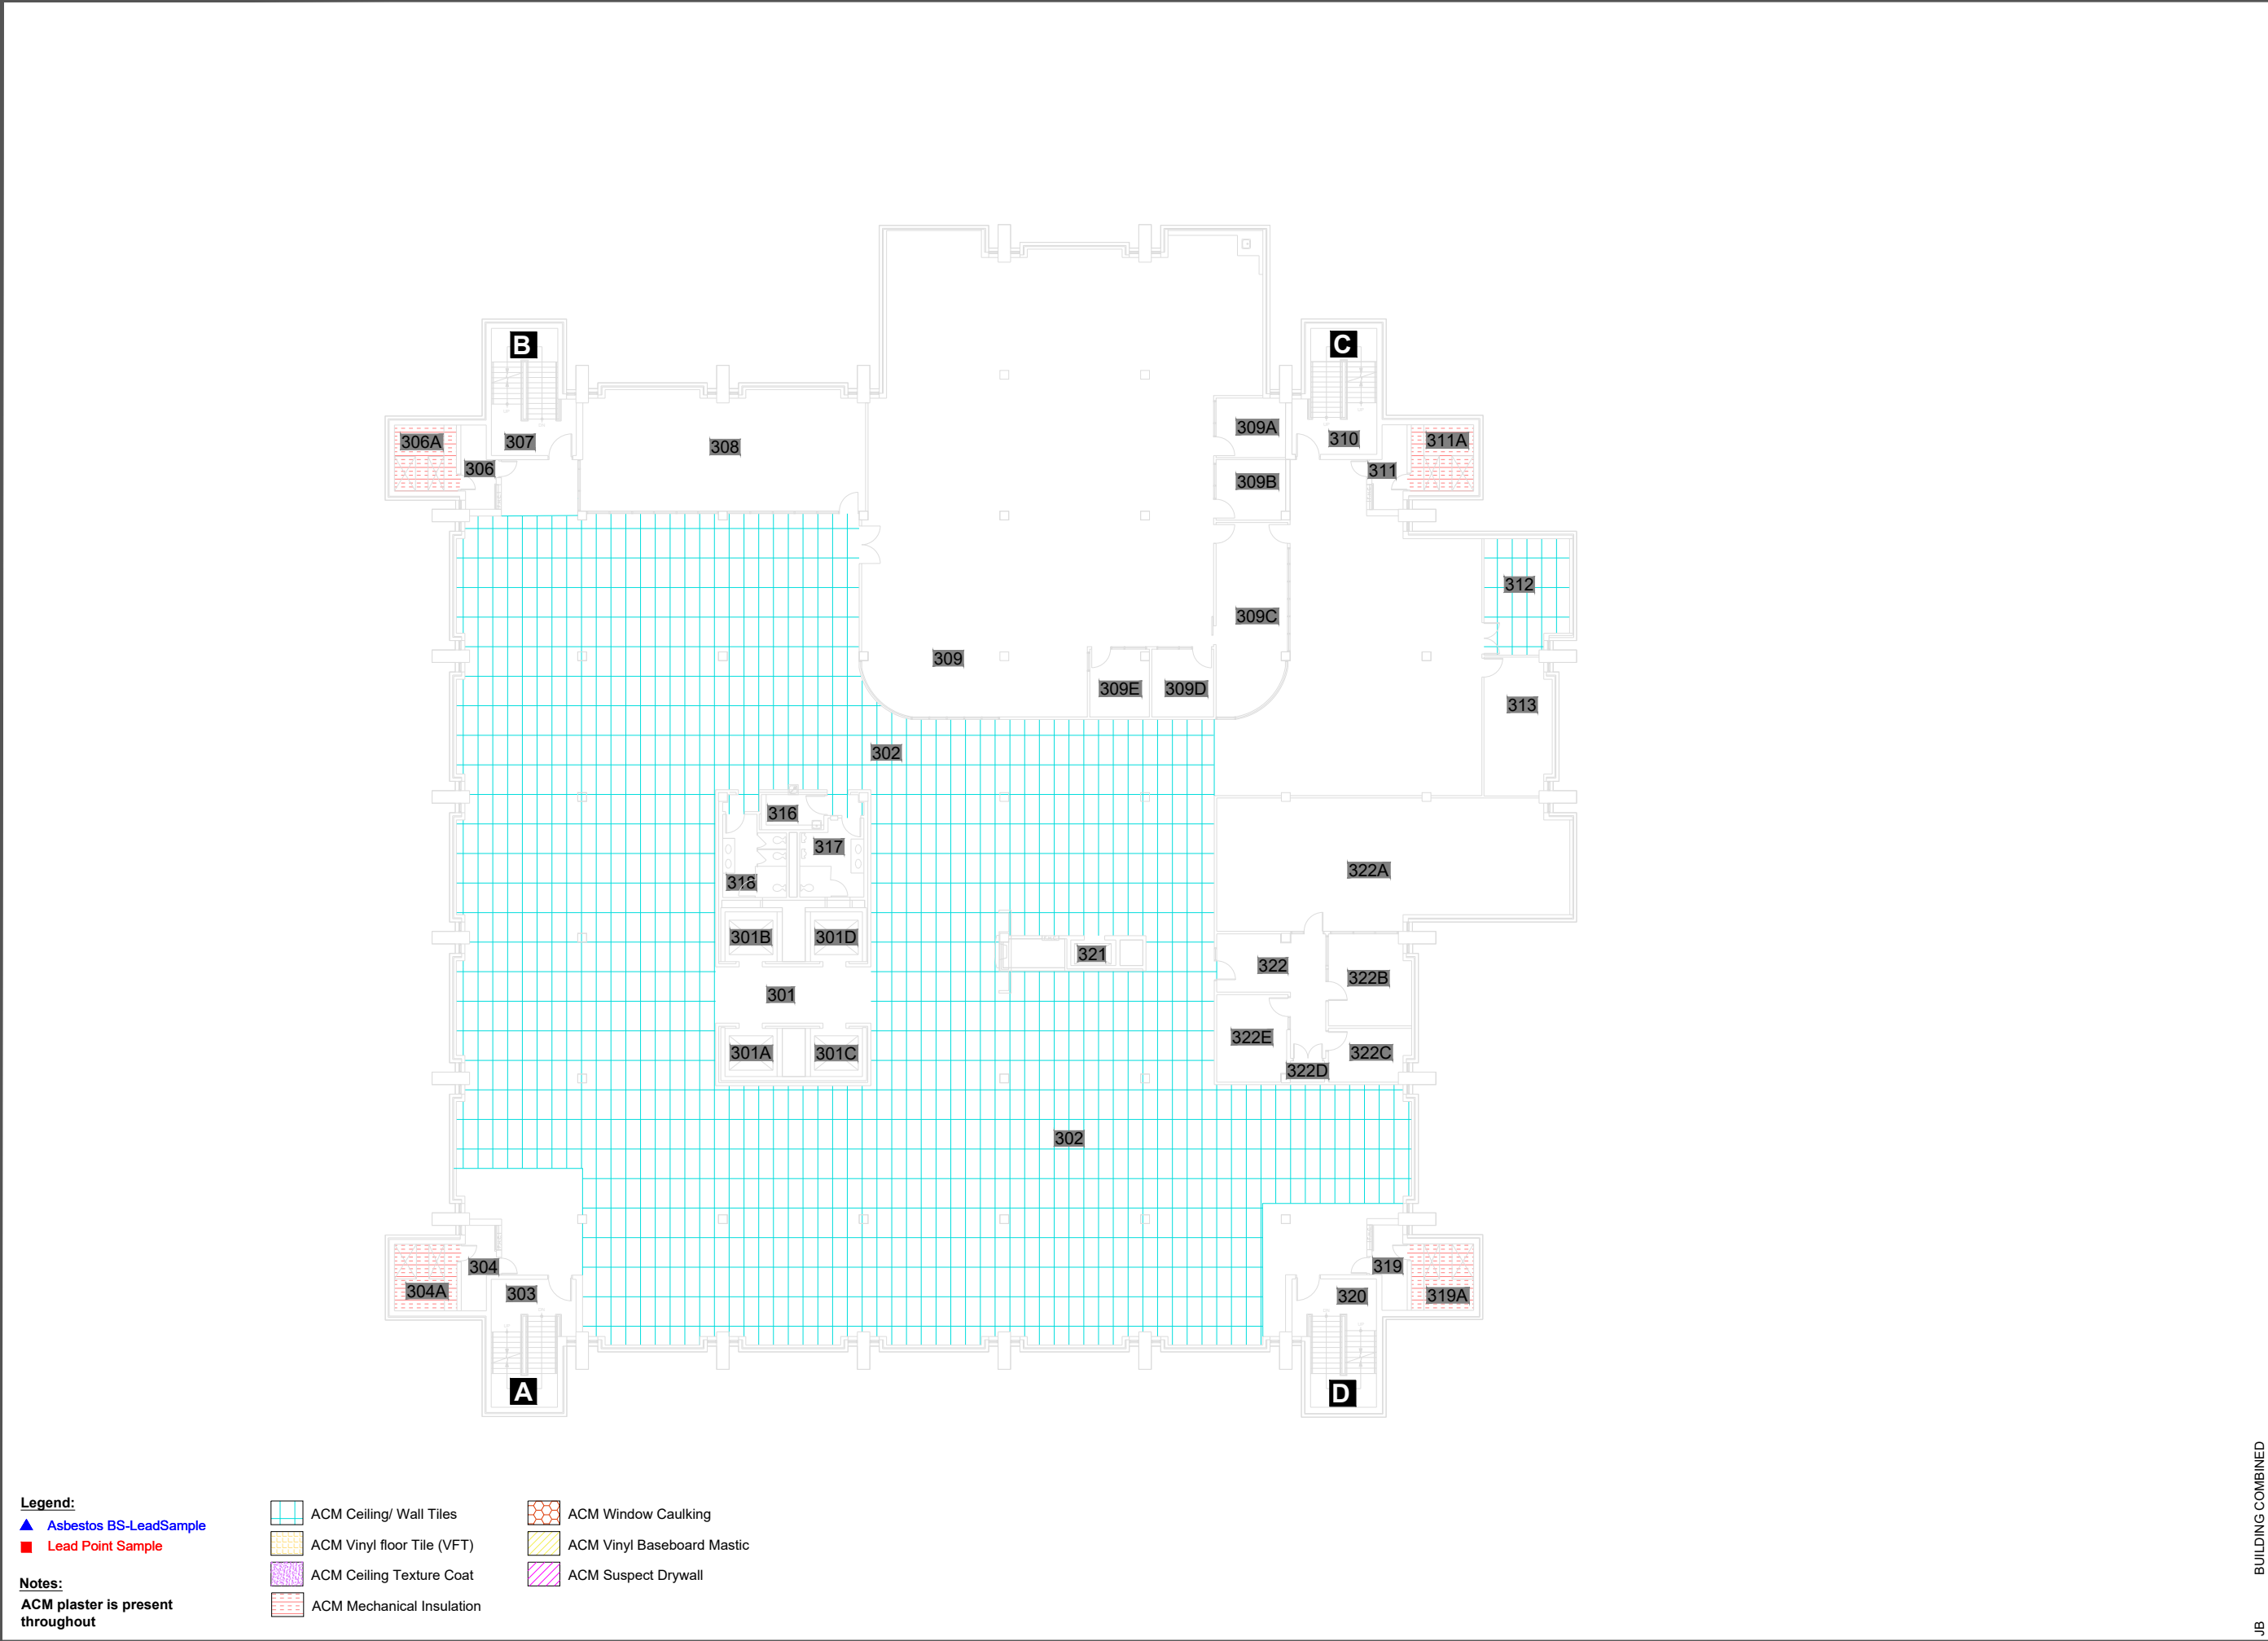 B
C
306A
307
306
308
309A
310
311A
311
309B
312
309C
309
309E
309D
313
302
316
317
318
322A
301B
301D
321
322
322B
301
322E
301A
301C
322C
322D
302
304
304A
303
319
320
319A
A
D
Legend:
Asbestos BS-LeadSample
Lead Point Sample
Notes:
ACM plaster is present
throughout
ACM Ceiling/ Wall Tiles
ACM Vinyl floor Tile (VFT)
ACM Ceiling Texture Coat
ACM Mechanical Insulation
ACM Window Caulking
ACM Vinyl Baseboard Mastic
ACM Suspect Drywall
BUILDING COMBINED
JB